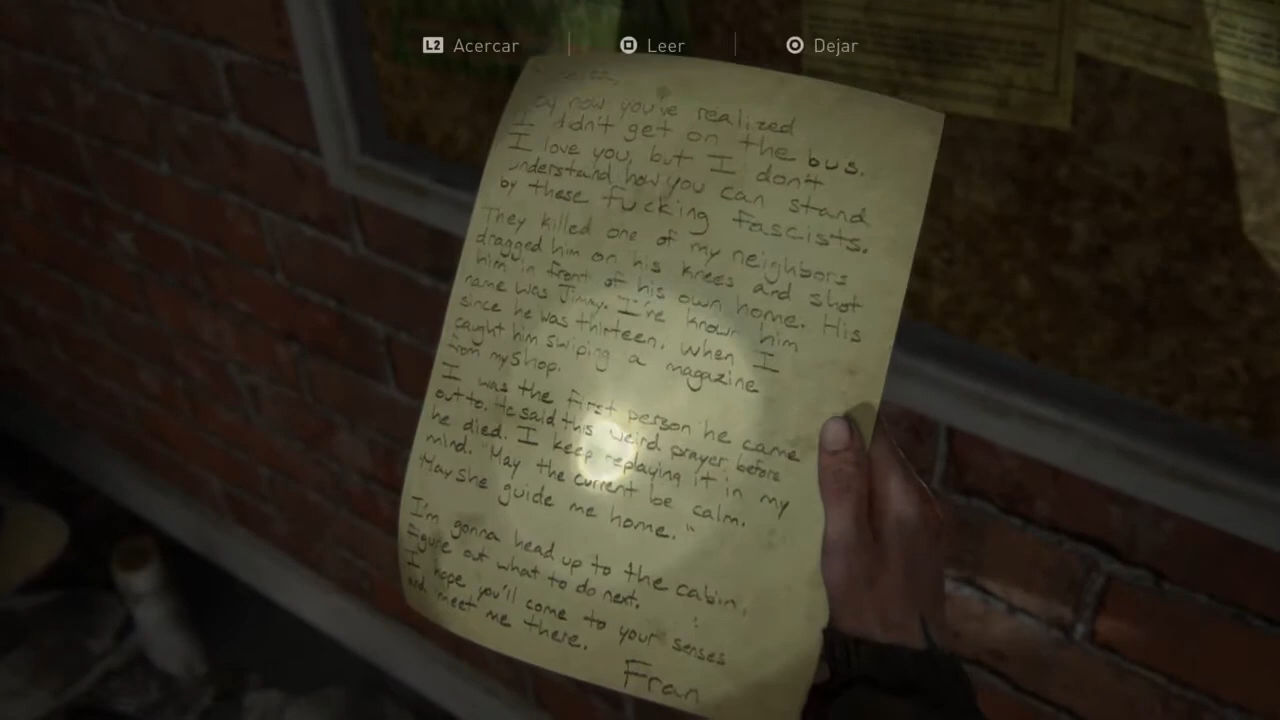 L2 Acercar Leer Dejar
by now you've realized
I didn't get on the bus.
I love you, but I don't
understand how you can stand
by these fucking fascists.
They killed one of my neighbors
dragged him on his knees and shot
him in front of his own home. His
name was Jimmy. I've known him
since he was thirteen. When I
caught him swiping a magazine
from my shop.
I was the first person he came
out to. He said this weird prayer before
he died. I keep replaying it in my
mind. "May the current be calm.
"May she guide me home."
I'm gonna head up to the cabin,
figure out what to do next.
I hope you'll come to your senses
and meet me there.
Fran